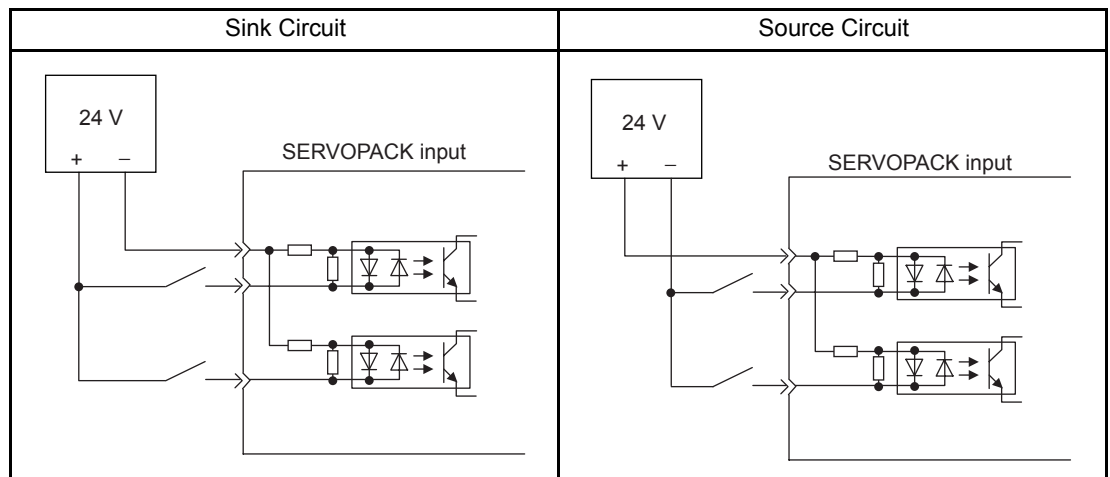 Sink Circuit
Source Circuit
24 V
+ −
SERVOPACK input
24 V
+ −
SERVOPACK input